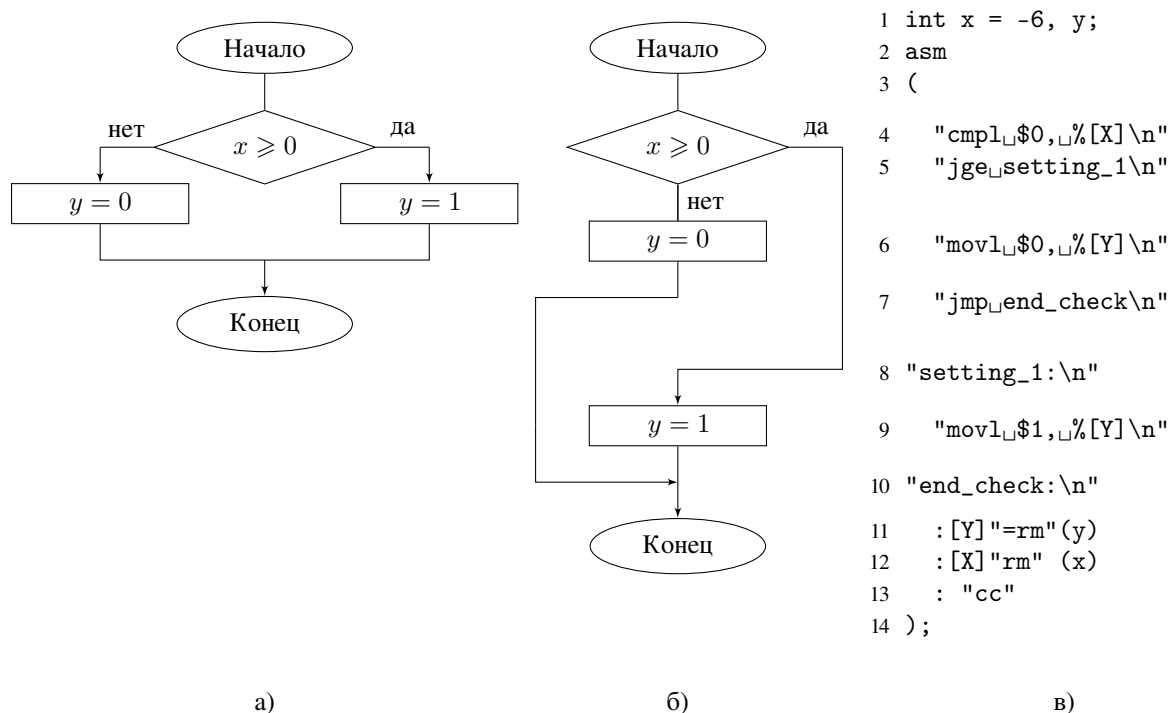 Начало
нет
x ⩾ 0
да
y = 0
y = 1
Конец
а)
Начало
x ⩾ 0
да
нет
y = 0
y = 1
Конец
б)
1 int x = -6, y;
2 asm
3 (
4 "cmpl␣$0,␣%[X]\n"
5 "jge␣setting_1\n"
6 "movl␣$0,␣%[Y]\n"
7 "jmp␣end_check\n"
8 "setting_1:\n"
9 "movl␣$1,␣%[Y]\n"
10 "end_check:\n"
11 :[Y]"=rm"(y)
12 :[X]"rm" (x)
13 : "cc"
14 );
в)